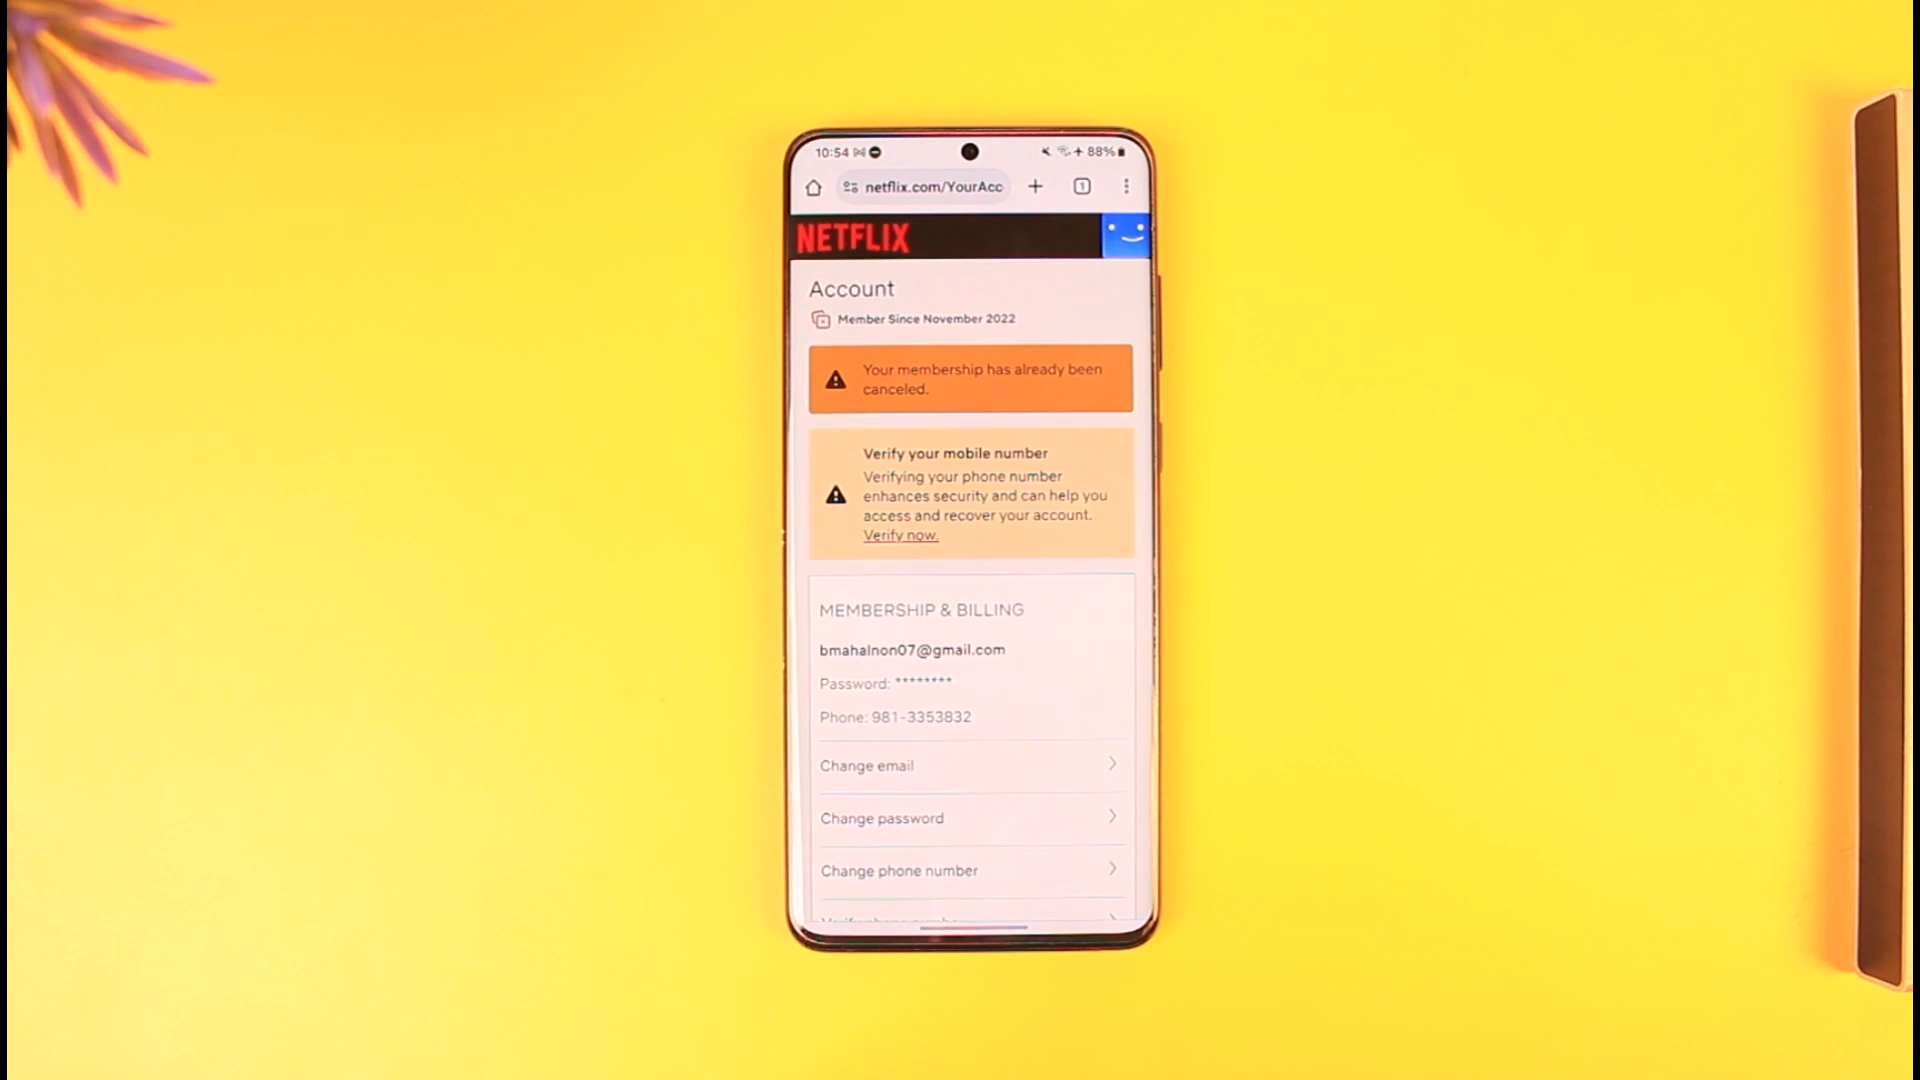 10:54 88%
netflix.com/YourAcc 1
NETFLIX
Account
Member Since November 2022
Your membership has already been
canceled.
Verify your mobile number
Verifying your phone number
enhances security and can help you
access and recover your account.
Verify now.
MEMBERSHIP & BILLING
bmahalnon07@gmail.com
Password: ********
Phone: 981-3353832
Change email
Change password
Change phone number